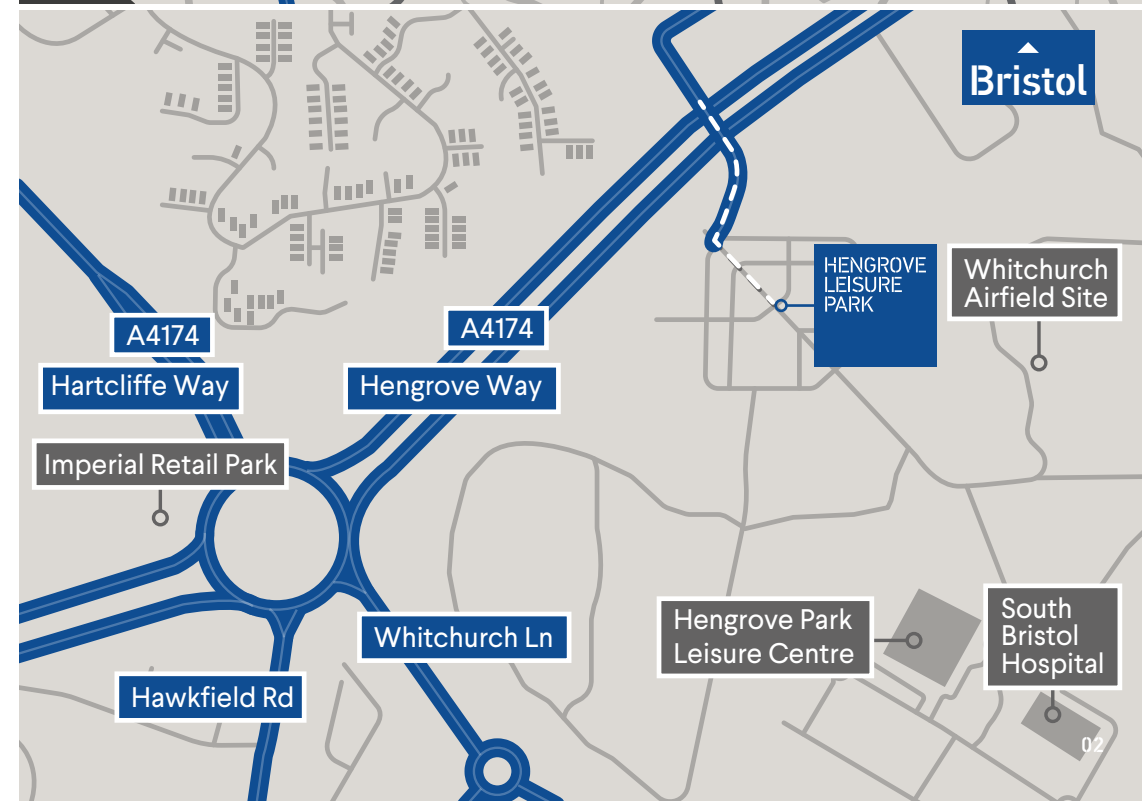 Bristol
HENGROVE
LEISURE
PARK
Whitchurch
Airfield Site
A4174
A4174
Hartcliffe Way
Hengrove Way
Imperial Retail Park
Hengrove Park
Leisure Centre
South
Bristol
Hospital
Whitchurch Ln
Hawkfield Rd
02